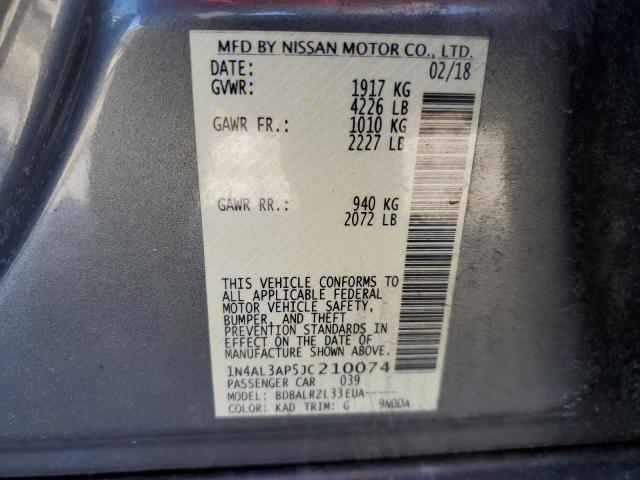 MFD BY NISSAN MOTOR CO., LTD.
DATE: 02/18
GVWR: 1917 KG
4226 LB
GAWR FR.: 1010 KG
2227 LB
GAWR RR.: 940 KG
2072 LB
THIS VEHICLE CONFORMS TO
ALL APPLICABLE FEDERAL
MOTOR VEHICLE SAFETY,
BUMPER, AND THEFT
PREVENTION STANDARDS IN
EFFECT ON THE DATE OF
MANUFACTURE SHOWN ABOVE.
1N4AL3AP5JC210074
PASSENGER CAR 039
MODEL: BDBALRZL33EUA-----
COLOR: KAD TRIM: G 9N00A